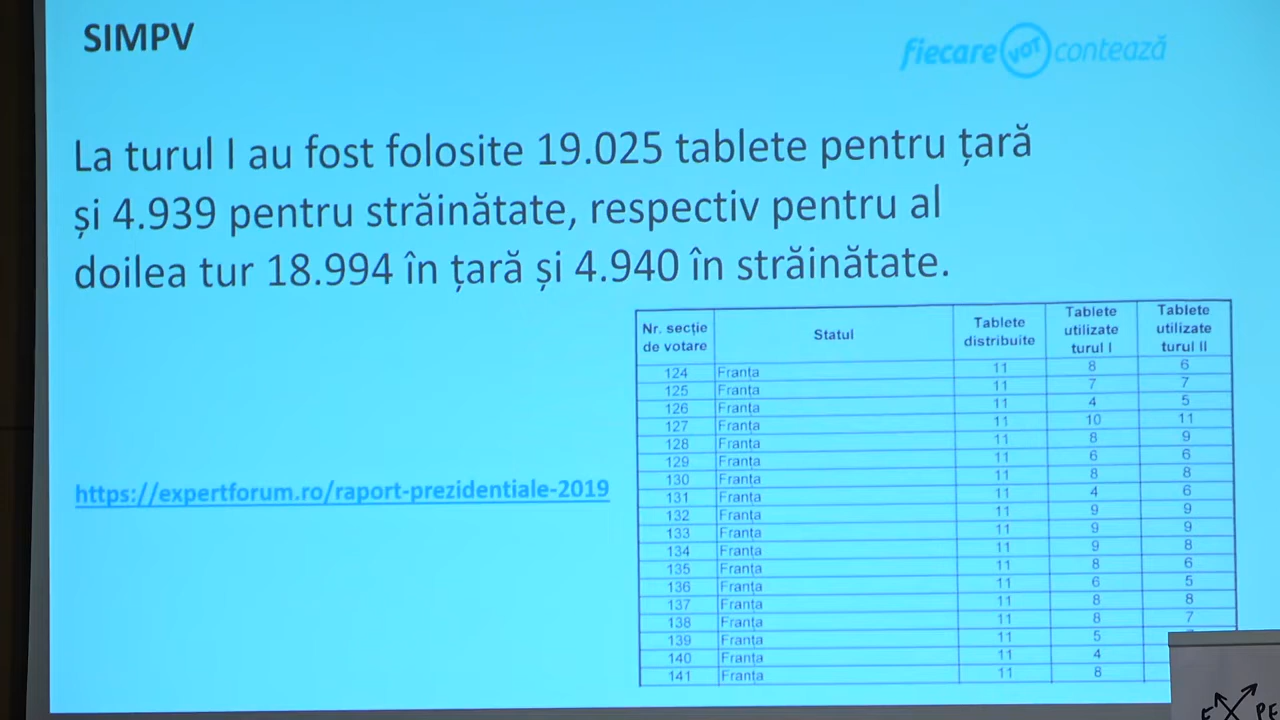 SIMPV
fiecare VOT contează
La turul I au fost folosite 19.025 tablete pentru țară
și 4.939 pentru străinătate, respectiv pentru al
doilea tur 18.994 în țară și 4.940 în străinătate.
https://expertforum.ro/raport-prezidentiale-2019
Nr. secție de votare Statul Tablete distribuite Tablete utilizate turul I Tablete utilizate turul II
124 Franța 11 8 6
125 Franța 11 7 7
126 Franța 11 4 5
127 Franța 11 10 11
128 Franța 11 8 9
129 Franța 11 6 6
130 Franța 11 8 8
131 Franța 11 4 6
132 Franța 11 9 9
133 Franța 11 9 9
134 Franța 11 9 8
135 Franța 11 8 6
136 Franța 11 6 5
137 Franța 11 8 8
138 Franța 11 8 7
139 Franța 11 5
140 Franța 11 4
141 Franța 11 8